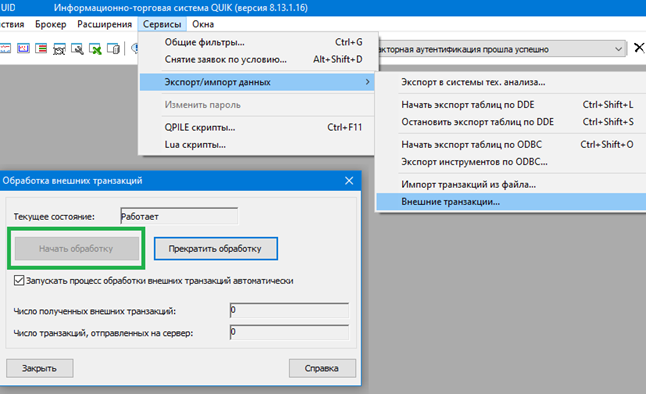 UID Информационно-торговая система QUIK (версия 8.13.1.16)
ствия Брокер Расширения Сервисы Окна
акторная аутентификация прошла успешно
Общие фильтры... Ctrl+G
Снятие заявок по условию... Alt+Shift+D
Экспорт/импорт данных
Изменить пароль
QPILE скрипты... Ctrl+F11
Lua скрипты...
Экспорт в системы тех. анализа...
Начать экспорт таблиц по DDE Ctrl+Shift+L
Остановить экспорт таблиц по DDE Ctrl+Shift+S
Начать экспорт таблиц по ODBC Ctrl+Shift+O
Экспорт инструментов по ODBC...
Импорт транзакций из файла...
Внешние транзакции...
Обработка внешних транзакций
Текущее состояние: Работает
Начать обработку Прекратить обработку
Запускать процесс обработки внешних транзакций автоматически
Число полученных внешних транзакций: 0
Число транзакций, отправленных на сервер: 0
Закрыть Справка